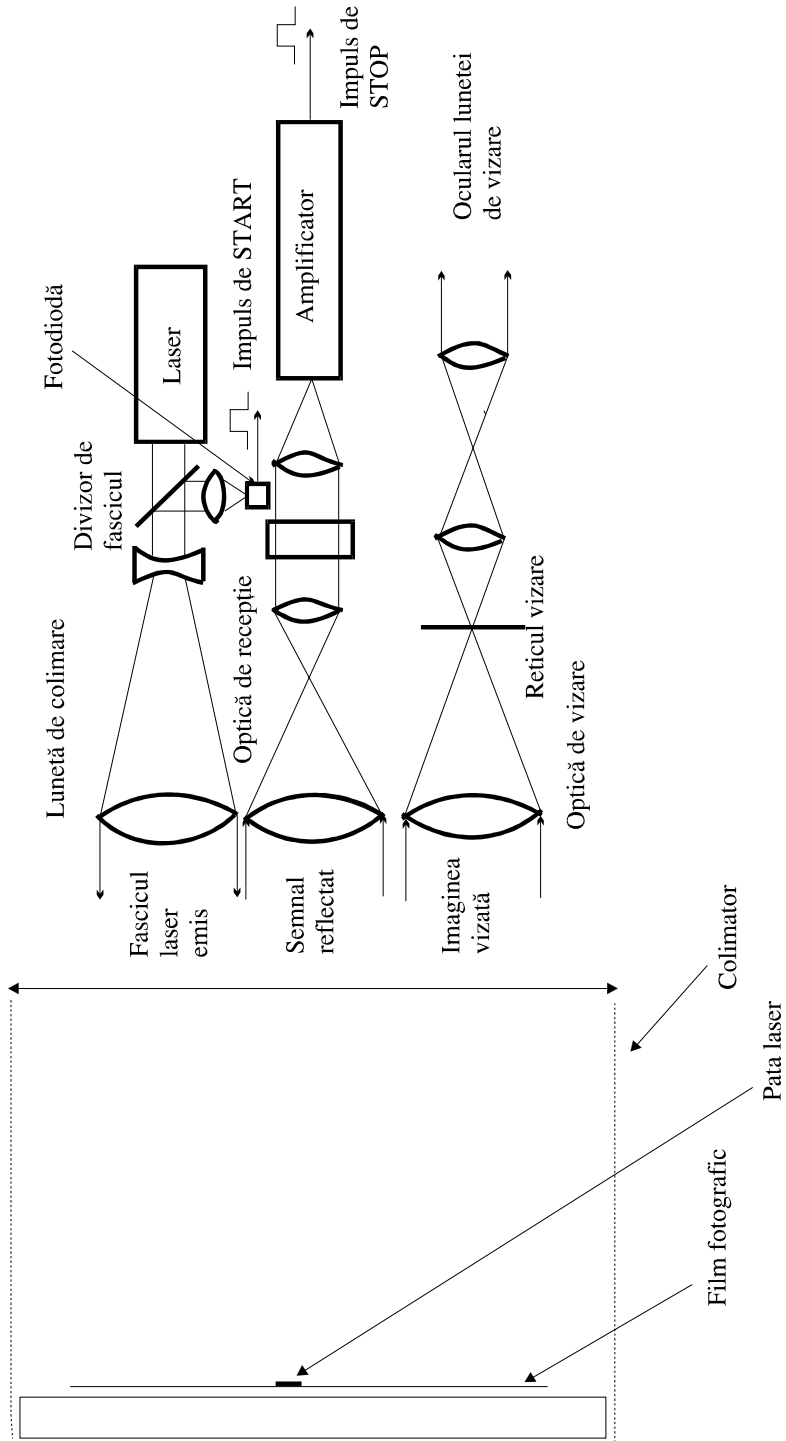 Fotodiodă
Divizor de
fascicul
Laser
Impuls de START
Impuls de
STOP
Amplificator
Ocularul lunetei
de vizare
Lunetă de colimare
Optică de recepție
Reticul vizare
Optică de vizare
Fascicul
laser
emis
Semnal
reflectat
Imaginea
vizată
Colimator
Pata laser
Film fotografic